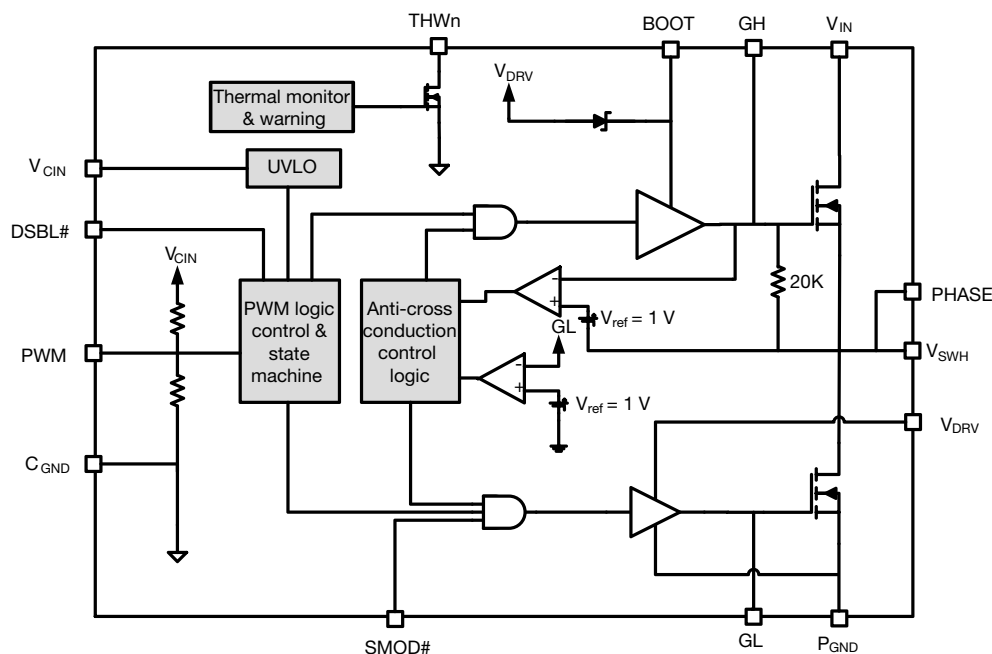 THWn
BOOT
GH
VIN
VDRV
Thermal monitor
& warning
VCIN
UVLO
DSBL#
VCIN
PWM logic
control &
state
machine
Anti-cross
conduction
control
logic
-
+
Vref = 1 V
20K
PHASE
GL
PWM
VSWH
-
+
Vref = 1 V
VDRV
CGND
SMOD#
GL
PGND